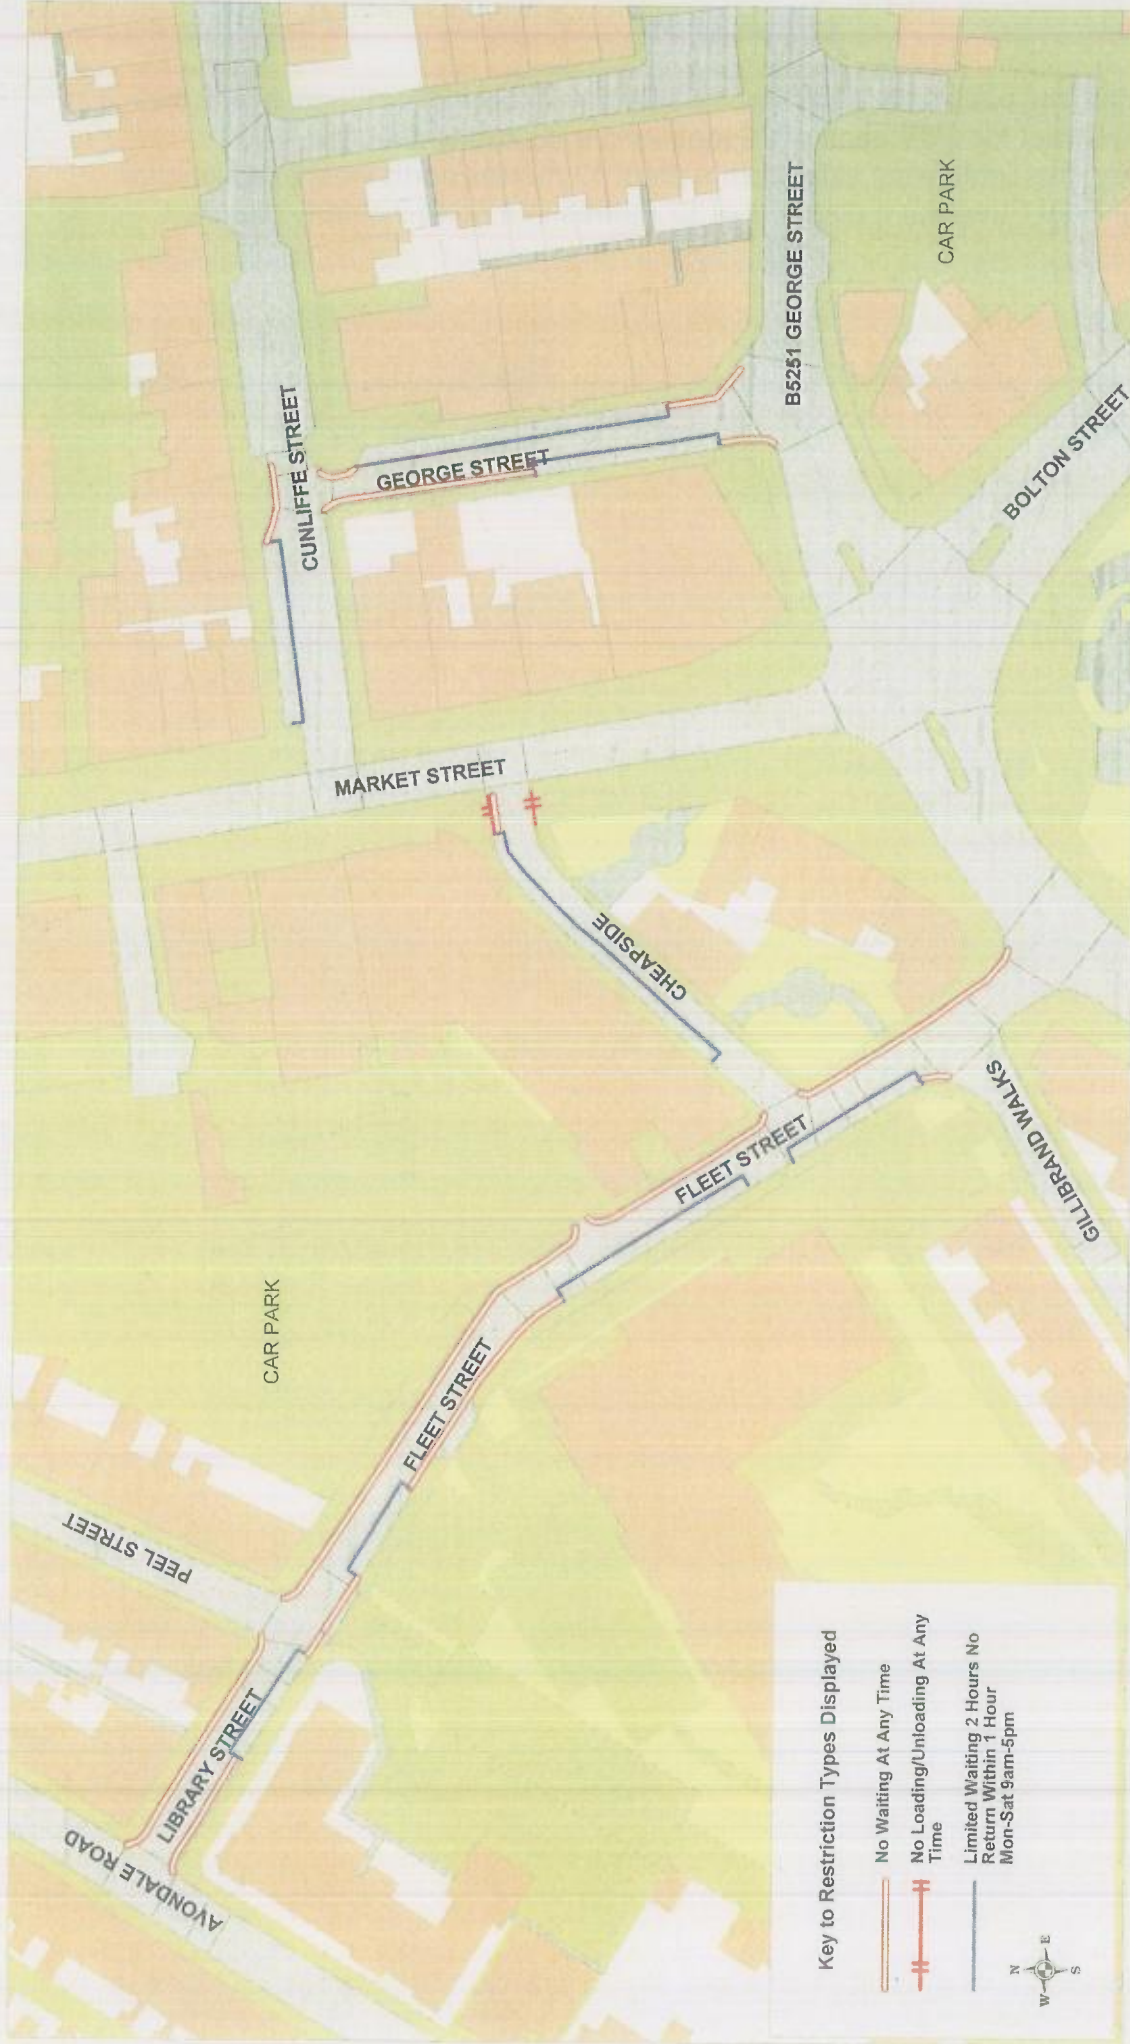 AVONDALE ROAD
LIBRARY STREET
PEEL STREET
CAR PARK
FLEET STREET
FLEET STREET
CHEAPSIDE
MARKET STREET
CUNLIFFE STREET
GEORGE STREET
B5251 GEORGE STREET
CAR PARK
BOLTON STREET
GILLIBRAND WALKS
Key to Restriction Types Displayed
No Waiting At Any Time
No Loading/Unloading At Any
Time
Limited Waiting 2 Hours No
Return Within 1 Hour
Mon-Sat 9am-5pm
N
W
E
S